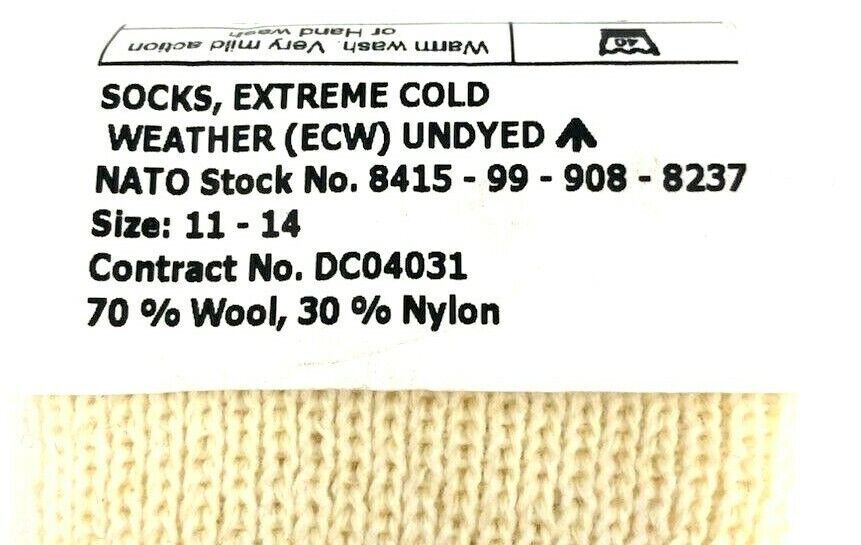 Warm wash. Very mild action
or Hand wash
40
SOCKS, EXTREME COLD
WEATHER (ECW) UNDYED
NATO Stock No. 8415 - 99 - 908 - 8237
Size: 11 - 14
Contract No. DC04031
70 % Wool, 30 % Nylon